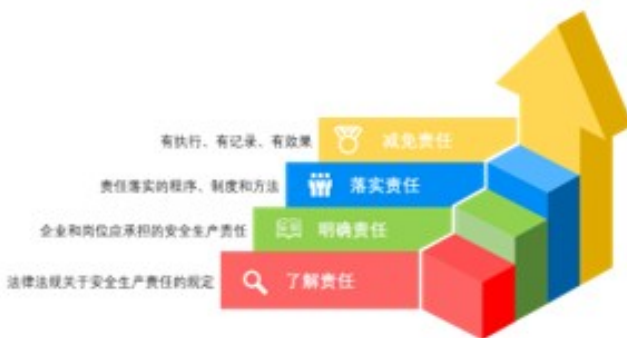 有执行、有记录、有效果 减免责任
责任落实的程序、制度和方法 落实责任
企业和岗位应承担的安全生产责任 明确责任
法律法规关于安全生产责任的规定 了解责任